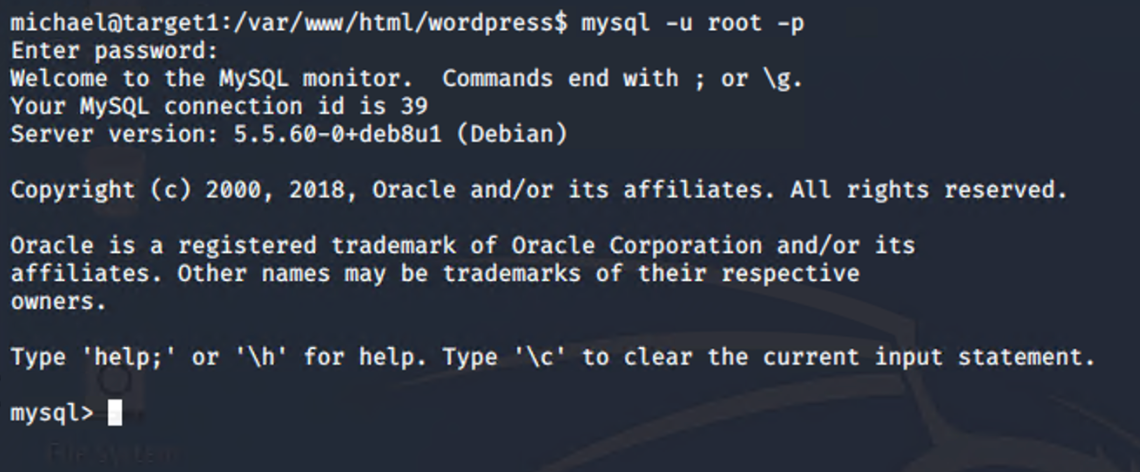 michael@target1:/var/www/html/wordpress$ mysql -u root -p
Enter password:
Welcome to the MySQL monitor.  Commands end with ; or \g.
Your MySQL connection id is 39
Server version: 5.5.60-0+deb8u1 (Debian)
Copyright (c) 2000, 2018, Oracle and/or its affiliates. All rights reserved.
Oracle is a registered trademark of Oracle Corporation and/or its
affiliates. Other names may be trademarks of their respective
owners.
Type 'help;' or '\h' for help. Type '\c' to clear the current input statement.
mysql>
File System